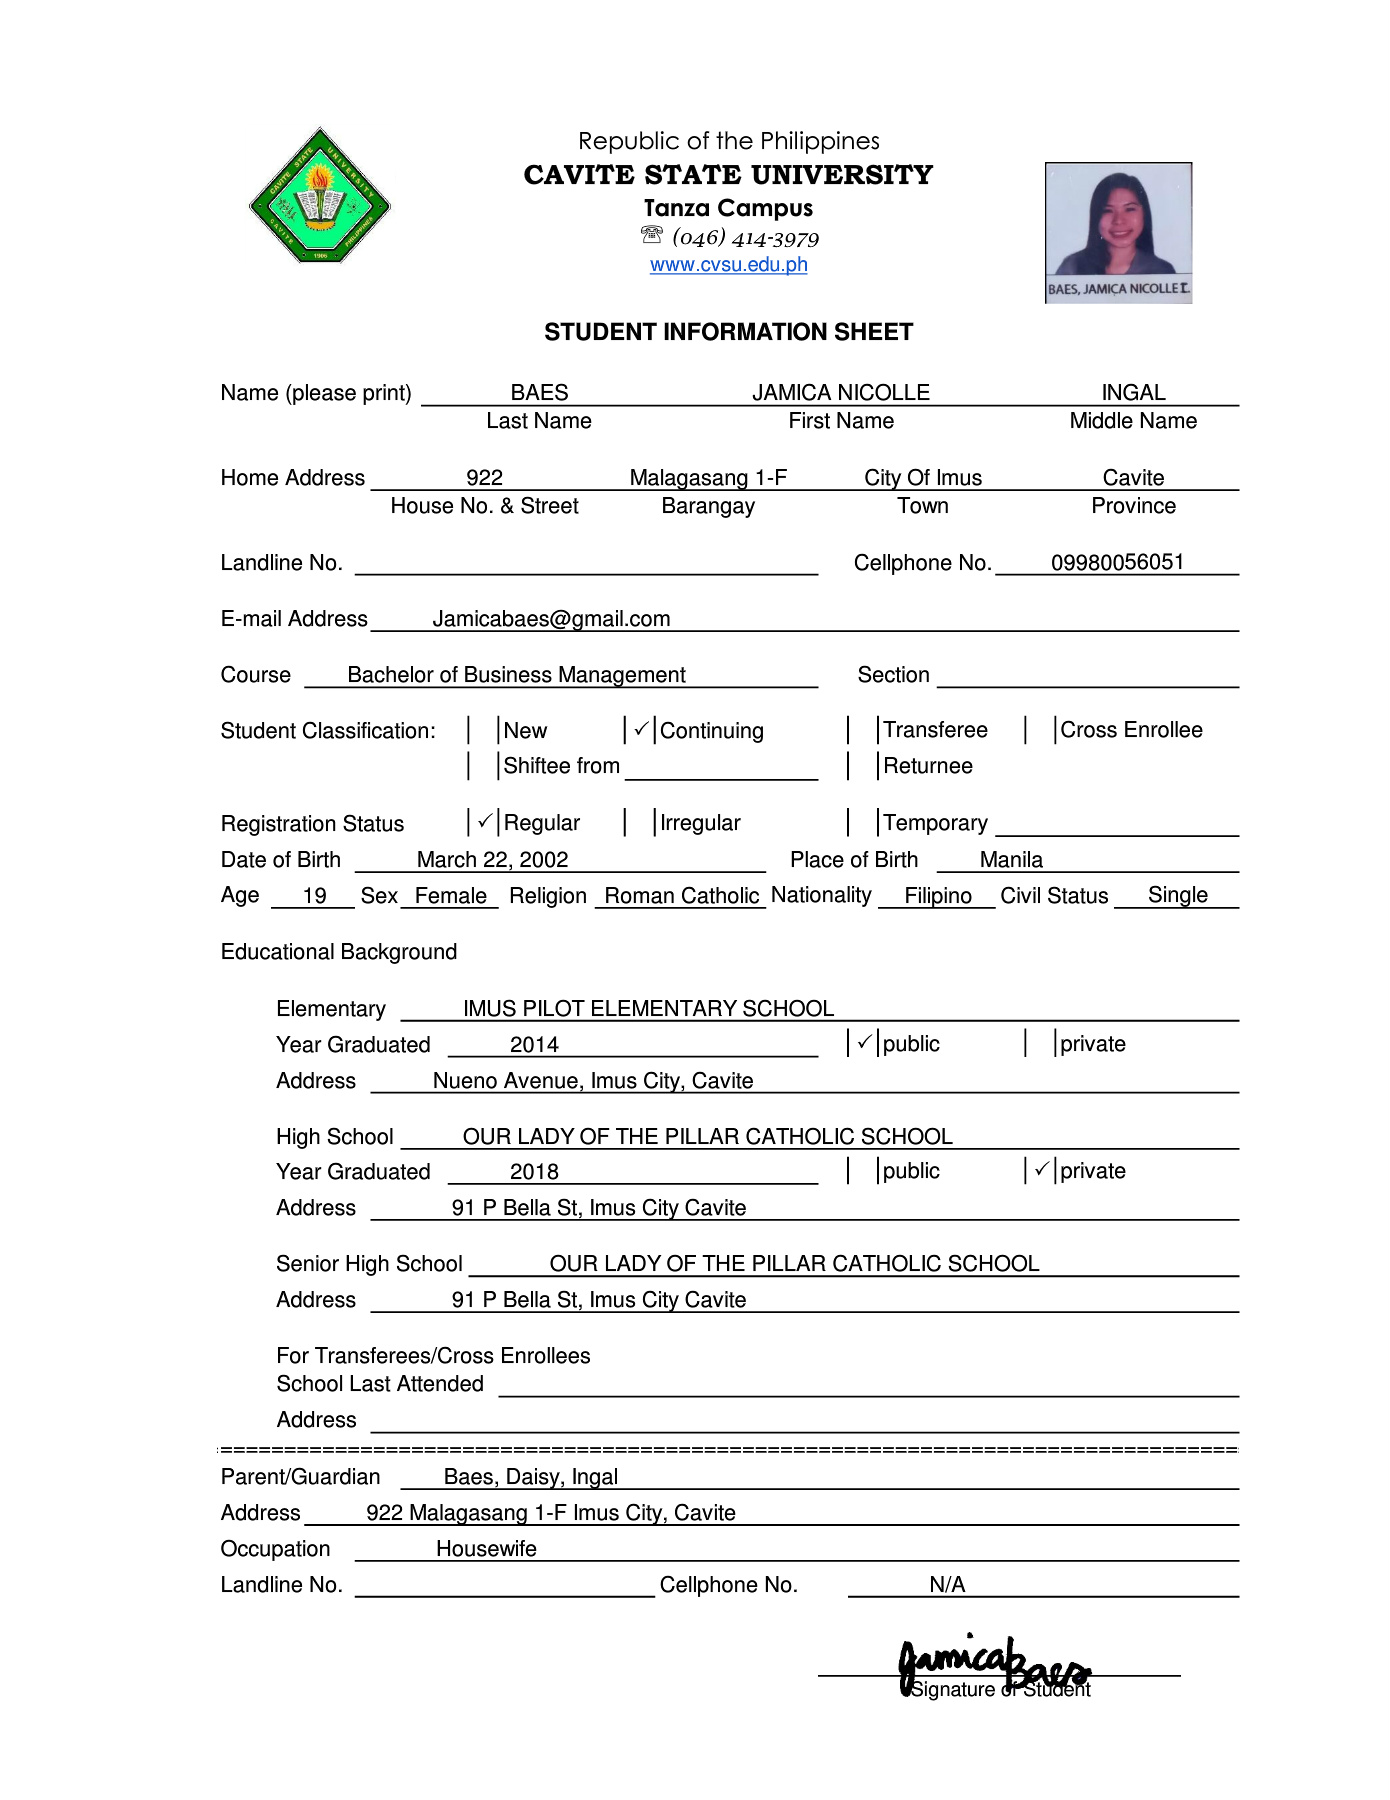 Republic of the Philippines
CAVITE STATE UNIVERSITY
Tanza Campus
☏ (046) 414-3979
www.cvsu.edu.ph
CAVITE STATE UNIVERSITY
CAVITE PHILIPPINES
1906
BAES, JAMICA NICOLLE I.
STUDENT INFORMATION SHEET
Name (please print) BAES JAMICA NICOLLE INGAL
Last Name First Name Middle Name
Home Address 922 Malagasang 1-F City Of Imus Cavite
House No. & Street Barangay Town Province
Landline No. Cellphone No. 09980056051
E-mail Address Jamicabaes@gmail.com
Course Bachelor of Business Management Section
Student Classification: | | New |✓| Continuing | | Transferee | | Cross Enrollee
| | Shiftee from | | Returnee
Registration Status |✓| Regular | | Irregular | | Temporary
Date of Birth March 22, 2002 Place of Birth Manila
Age 19 Sex Female Religion Roman Catholic Nationality Filipino Civil Status Single
Educational Background
Elementary IMUS PILOT ELEMENTARY SCHOOL
Year Graduated 2014 |✓| public | | private
Address Nueno Avenue, Imus City, Cavite
High School OUR LADY OF THE PILLAR CATHOLIC SCHOOL
Year Graduated 2018 | | public |✓| private
Address 91 P Bella St, Imus City Cavite
Senior High School OUR LADY OF THE PILLAR CATHOLIC SCHOOL
Address 91 P Bella St, Imus City Cavite
For Transferees/Cross Enrollees
School Last Attended
Address
Parent/Guardian Baes, Daisy, Ingal
Address 922 Malagasang 1-F Imus City, Cavite
Occupation Housewife
Landline No. Cellphone No. N/A
JamicaBaes
Signature of Student